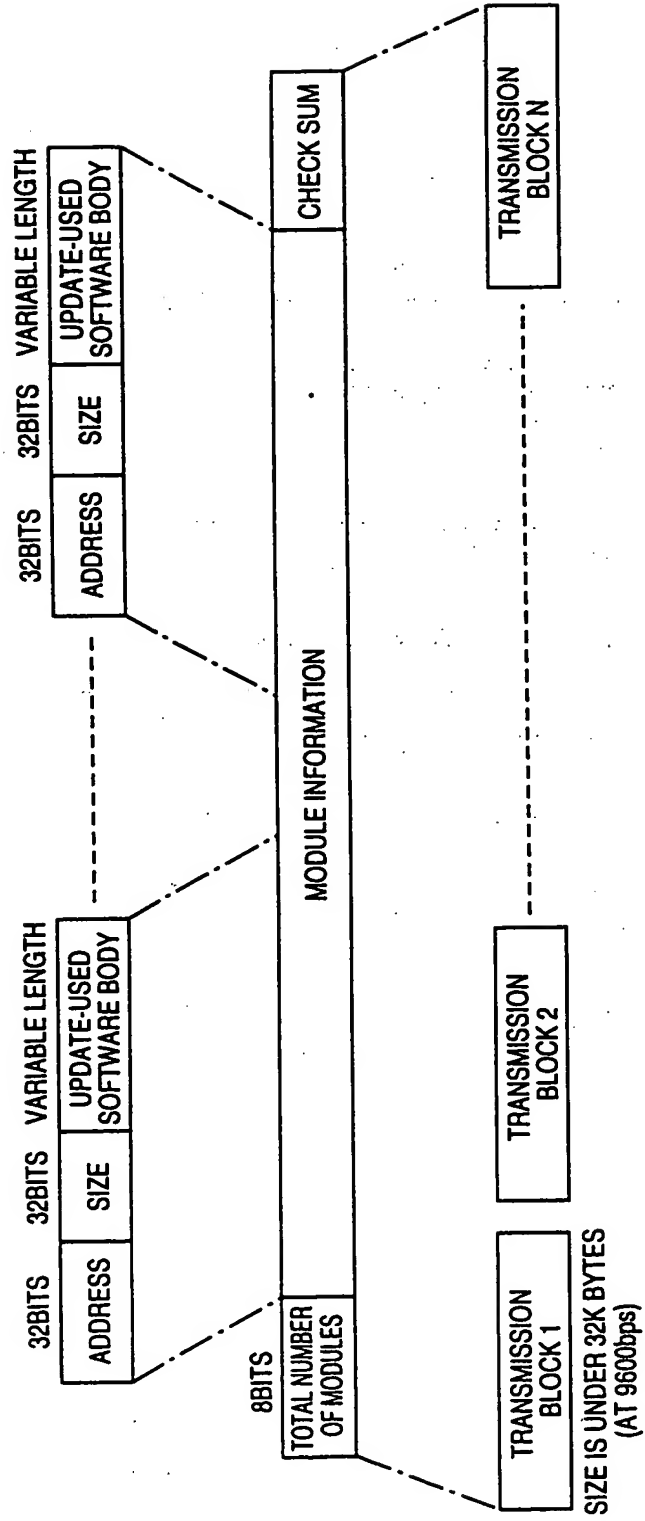 32BITS 32BITS VARIABLE LENGTH
ADDRESS SIZE UPDATE-USED
SOFTWARE BODY
32BITS 32BITS VARIABLE LENGTH
ADDRESS SIZE UPDATE-USED
SOFTWARE BODY
8BITS
TOTAL NUMBER
OF MODULES
MODULE INFORMATION
CHECK SUM
TRANSMISSION
BLOCK 1
SIZE IS UNDER 32K BYTES
(AT 9600bps)
TRANSMISSION
BLOCK 2
TRANSMISSION
BLOCK N